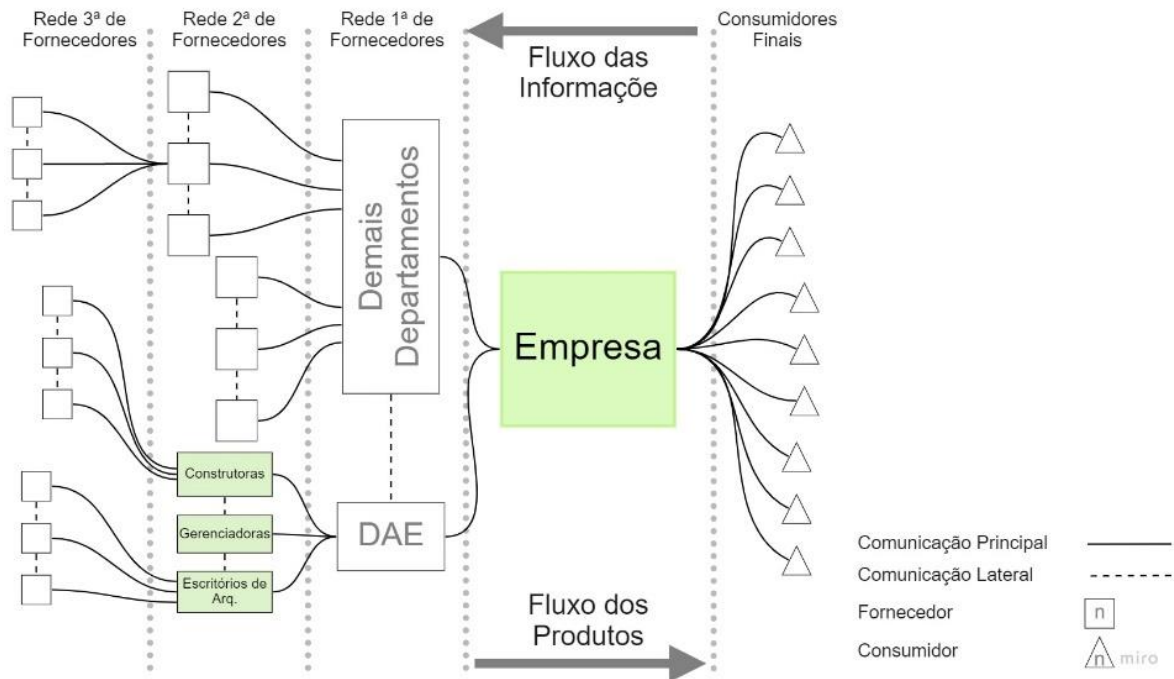 Rede 3ª de
Fornecedores
Rede 2ª de
Fornecedores
Rede 1ª de
Fornecedores
Fluxo das
Informaçõe
Consumidores
Finais
Demais
Departamentos
Empresa
Construtoras
Gerenciadoras
Escritórios de
Arq.
DAE
Fluxo dos
Produtos
Comunicação Principal
Comunicação Lateral
Fornecedor
n
Consumidor
n miro